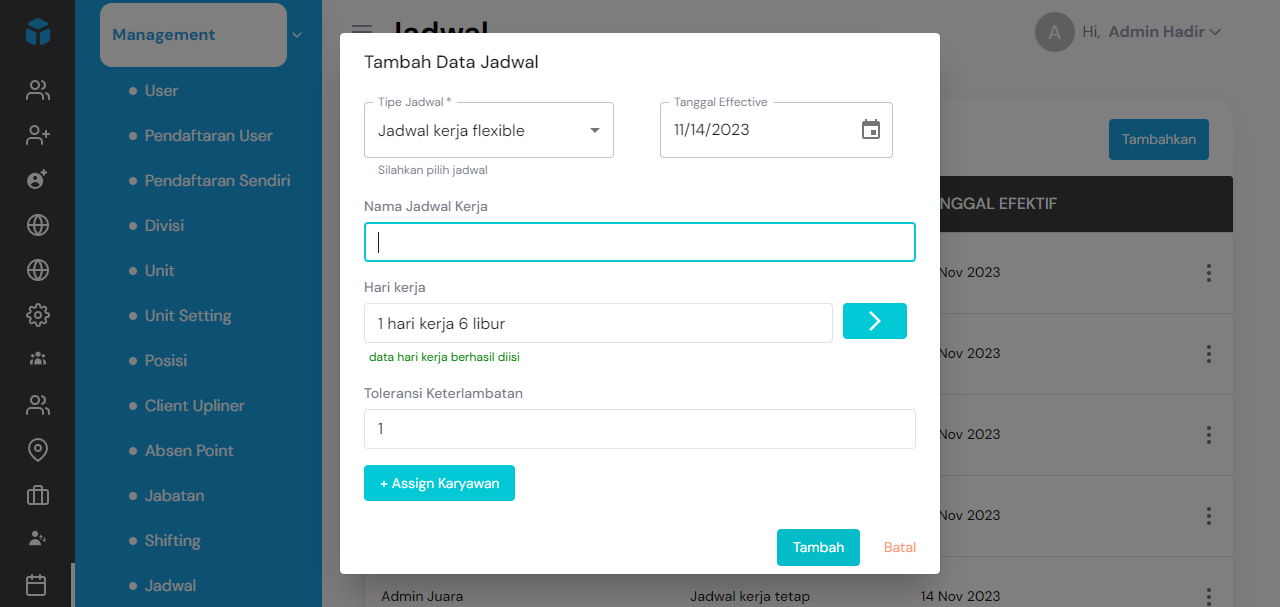 Management
Jadwal
A
Hi, Admin Hadir
User
Pendaftaran User
Pendaftaran Sendiri
Divisi
Unit
Unit Setting
Posisi
Client Upliner
Absen Point
Jabatan
Shifting
Jadwal
Tambahkan
NGGAL EFEKTIF
Nov 2023
Nov 2023
Nov 2023
Nov 2023
Admin Juara Jadwal kerja tetap 14 Nov 2023
Tambah Data Jadwal
Tipe Jadwal *
Jadwal kerja flexible
Silahkan pilih jadwal
Tanggal Effective
11/14/2023
Nama Jadwal Kerja
Hari kerja
1 hari kerja 6 libur
data hari kerja berhasil diisi
Toleransi Keterlambatan
1
+ Assign Karyawan
Tambah
Batal